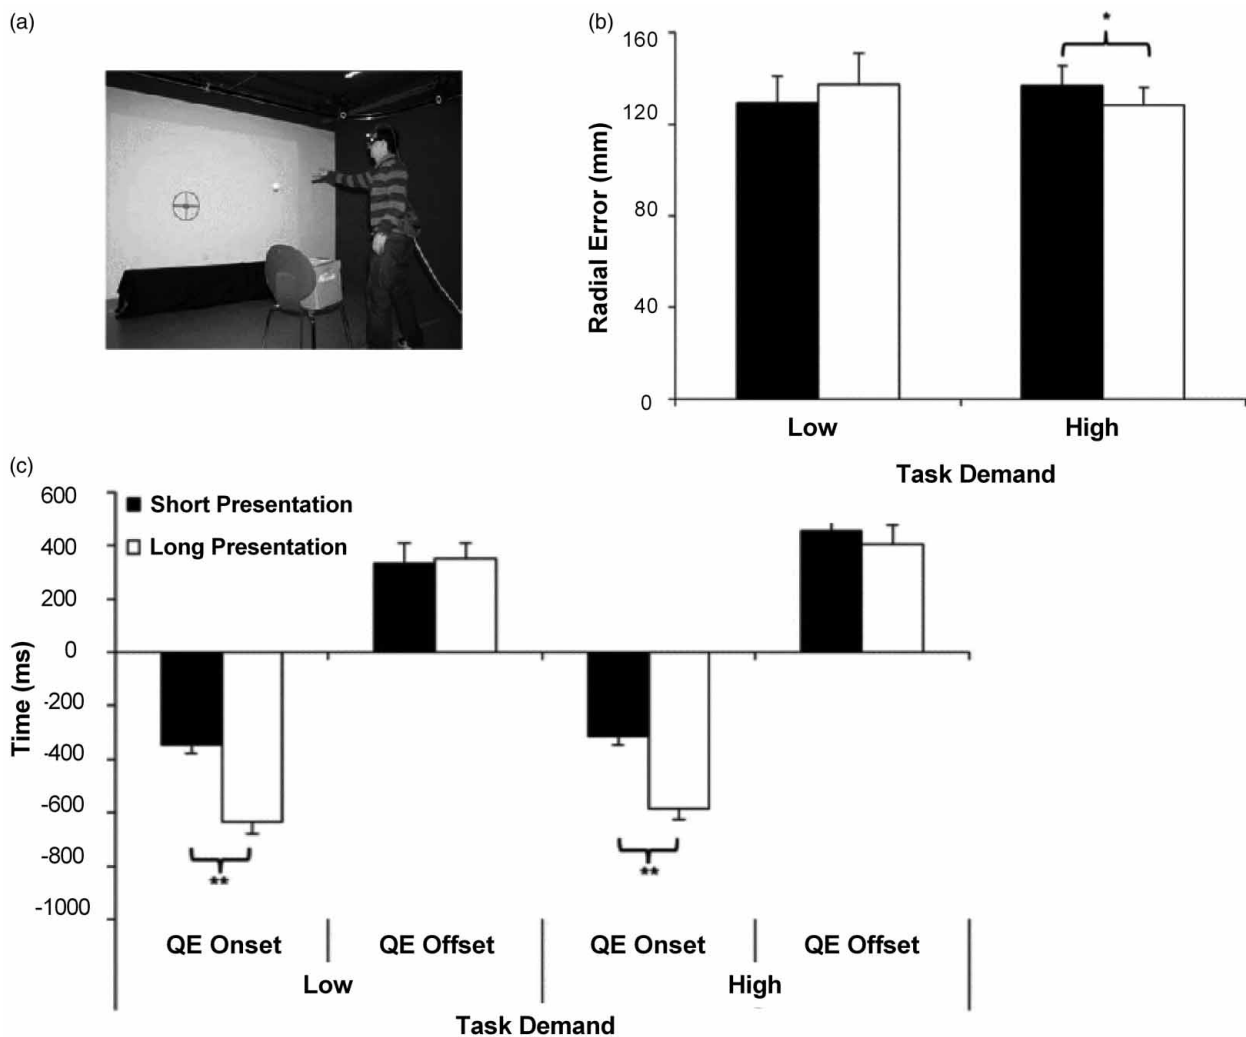 (a)
(b)
160
120
80
40
0
Radial Error (mm)
*
Low
High
Task Demand
(c)
600
400
200
0
-200
-400
-600
-800
-1000
Time (ms)
Short Presentation
Long Presentation
**
**
QE Onset
QE Offset
QE Onset
QE Offset
Low
High
Task Demand